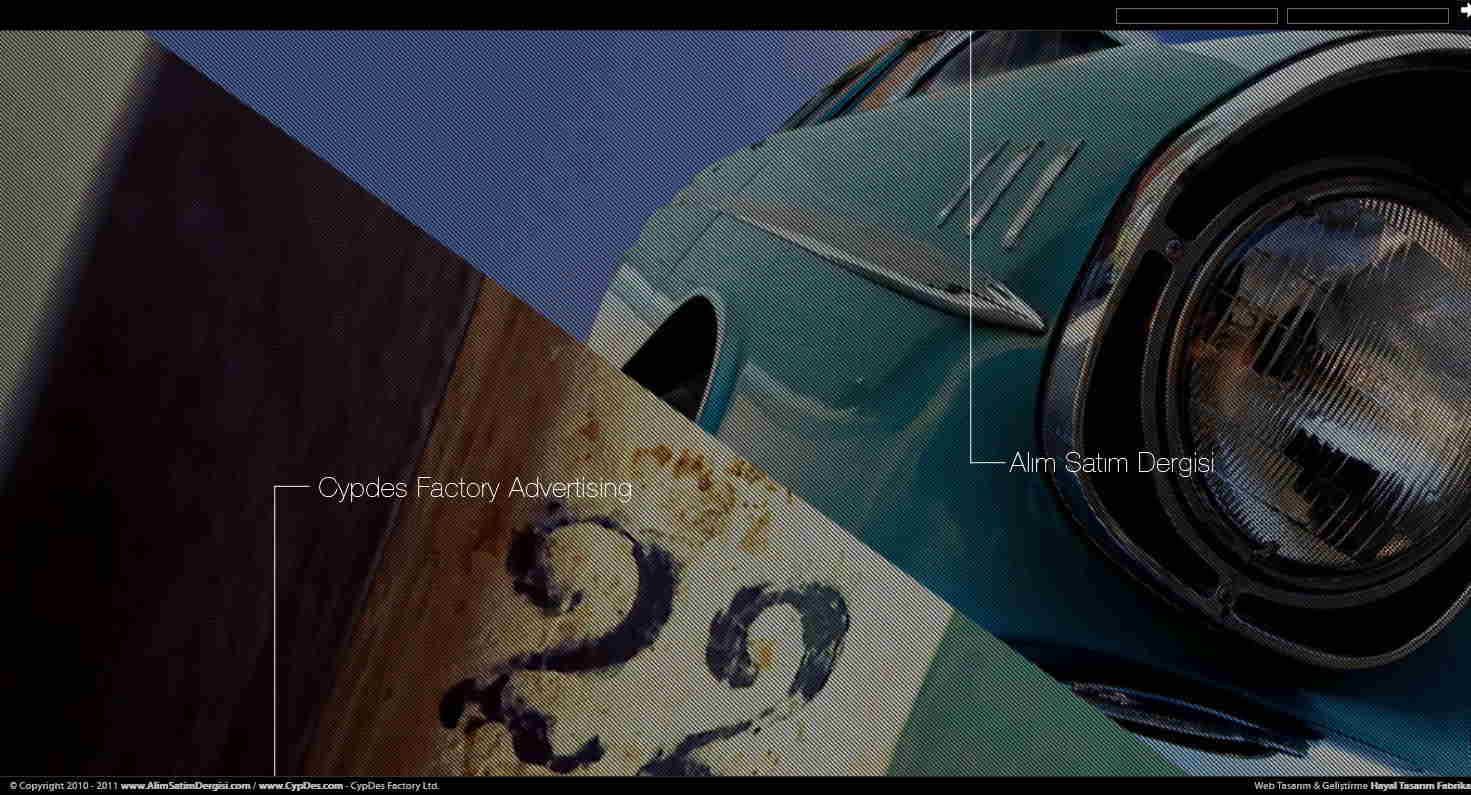 Alım Satım Dergisi
Cypdes Factory Advertising
22
© Copyright 2010 - 2011 www.AlimSatimDergisi.com / www.CypDes.com - CypDes Factory Ltd.
Web Tasarım & Geliştirme Hayal Tasarım Fabrika